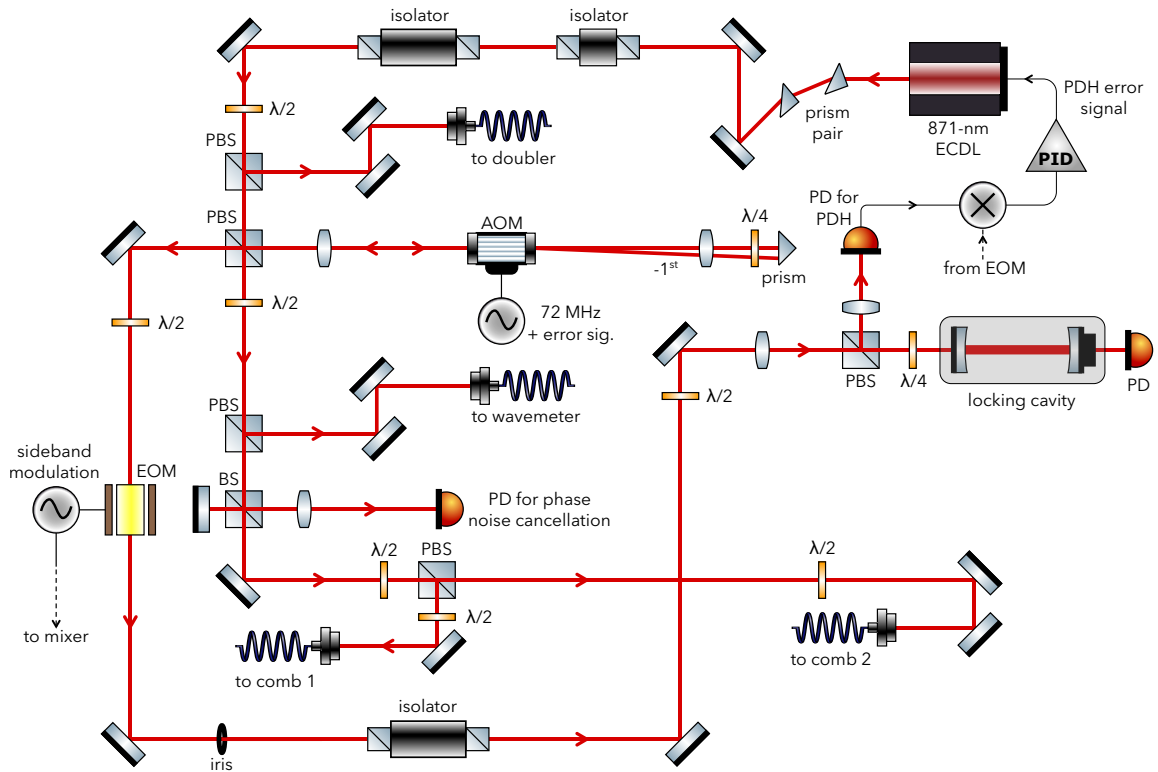 isolator
isolator
λ/2
PBS
to doubler
prism
pair
871-nm
ECDL
PDH error
signal
PID
PD for
PDH
from EOM
PBS
AOM
λ/4
-1st
prism
72 MHz
+ error sig.
λ/2
λ/2
PBS
λ/4
locking cavity
PD
λ/2
PBS
to wavemeter
sideband
modulation
EOM
BS
PD for phase
noise cancellation
λ/2
PBS
λ/2
λ/2
to mixer
to comb 1
to comb 2
isolator
iris